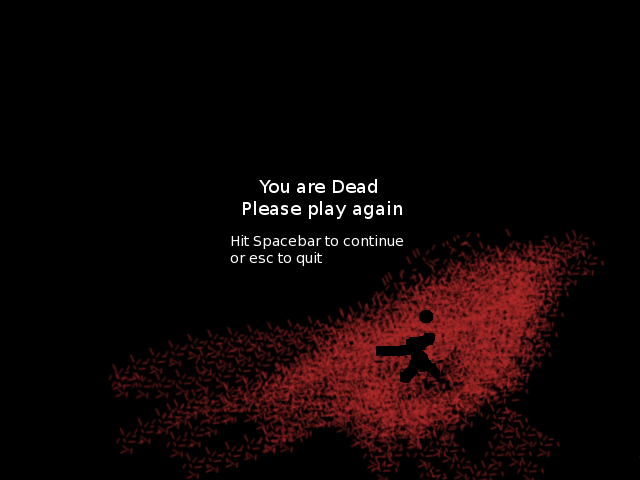 You are Dead
Please play again
Hit Spacebar to continue
or esc to quit